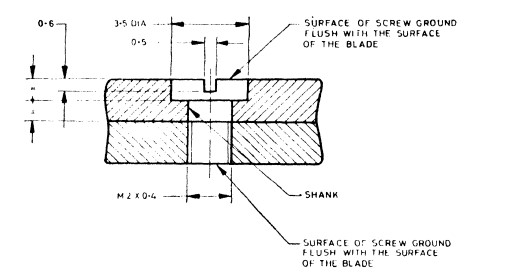 0·6
3·5 DIA
0·5
SURFACE OF SCREW GROUND
FLUSH WITH THE SURFACE
OF THE BLADE
M 2 X 0·4
SHANK
SURFACE OF SCREW GROUND
FLUSH WITH THE SURFACE
OF THE BLADE